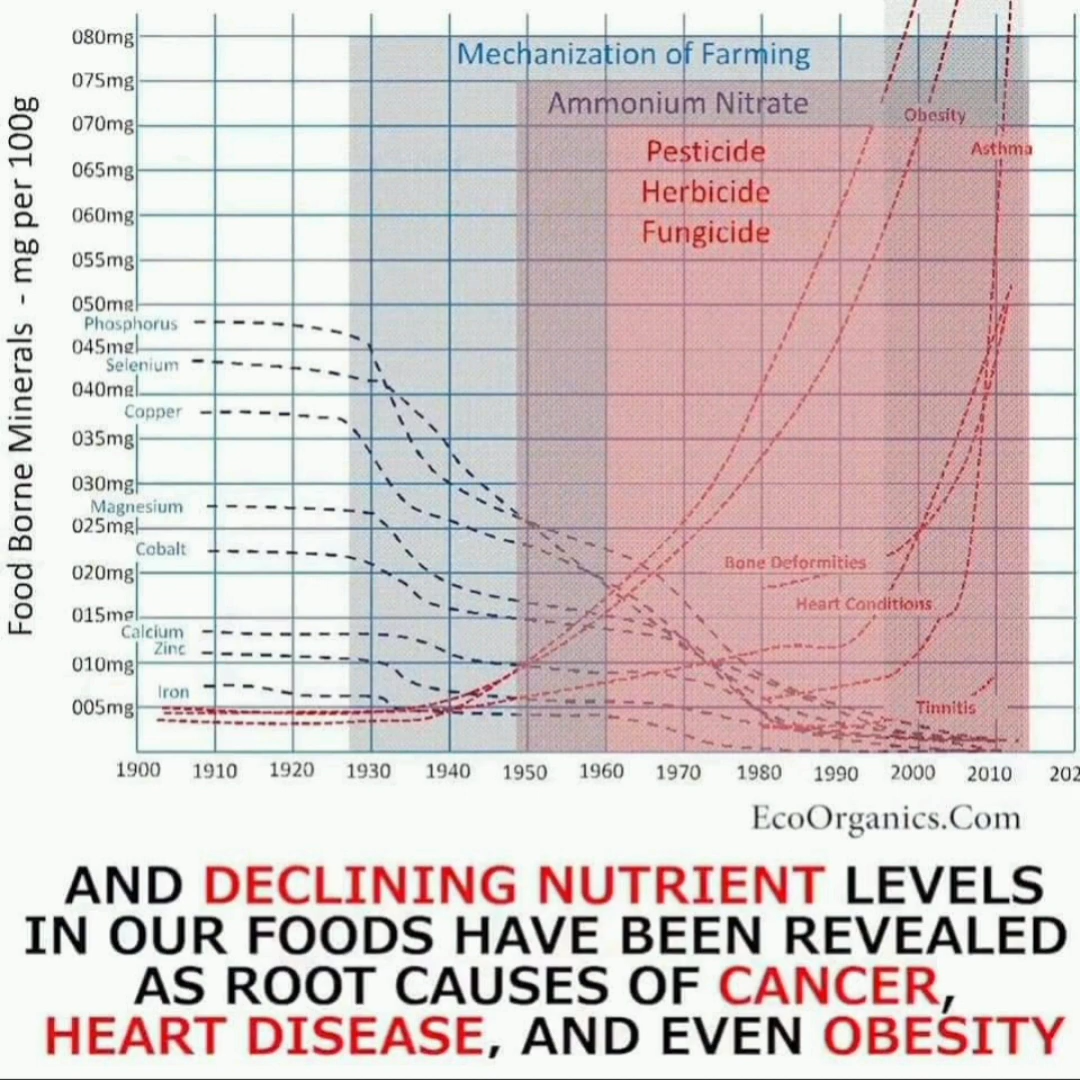 080mg
075mg
070mg
065mg
060mg
055mg
050mg
045mg
040mg
035mg
030mg
025mg
020mg
015mg
010mg
005mg
Food Borne Minerals - mg per 100g
Mechanization of Farming
Ammonium Nitrate
Pesticide
Herbicide
Fungicide
Obesity
Asthma
Phosphorus
Selenium
Copper
Magnesium
Cobalt
Calcium
Zinc
Iron
Bone Deformities
Heart Conditions
Tinnitis
1900 1910 1920 1930 1940 1950 1960 1970 1980 1990 2000 2010 202
EcoOrganics.Com
AND DECLINING NUTRIENT LEVELS
IN OUR FOODS HAVE BEEN REVEALED
AS ROOT CAUSES OF CANCER,
HEART DISEASE, AND EVEN OBESITY